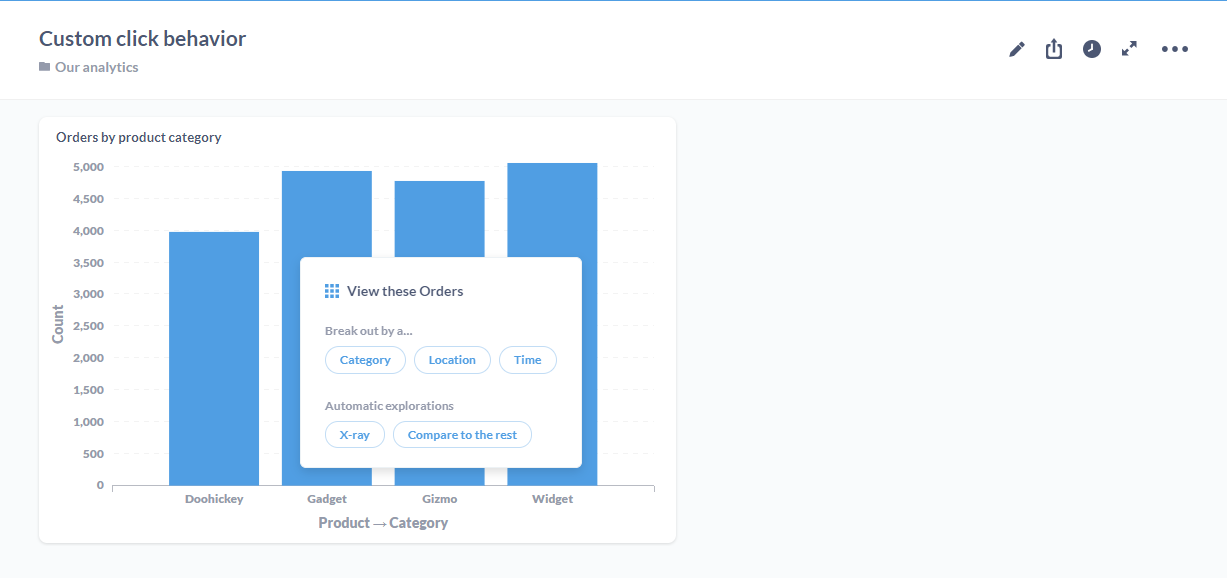 Custom click behavior
Our analytics
Orders by product category
5,000
4,500
4,000
3,500
3,000
2,500
2,000
1,500
1,000
500
0
Count
View these Orders
Break out by a...
Category Location Time
Automatic explorations
X-ray Compare to the rest
Doohickey Gadget Gizmo Widget
Product → Category